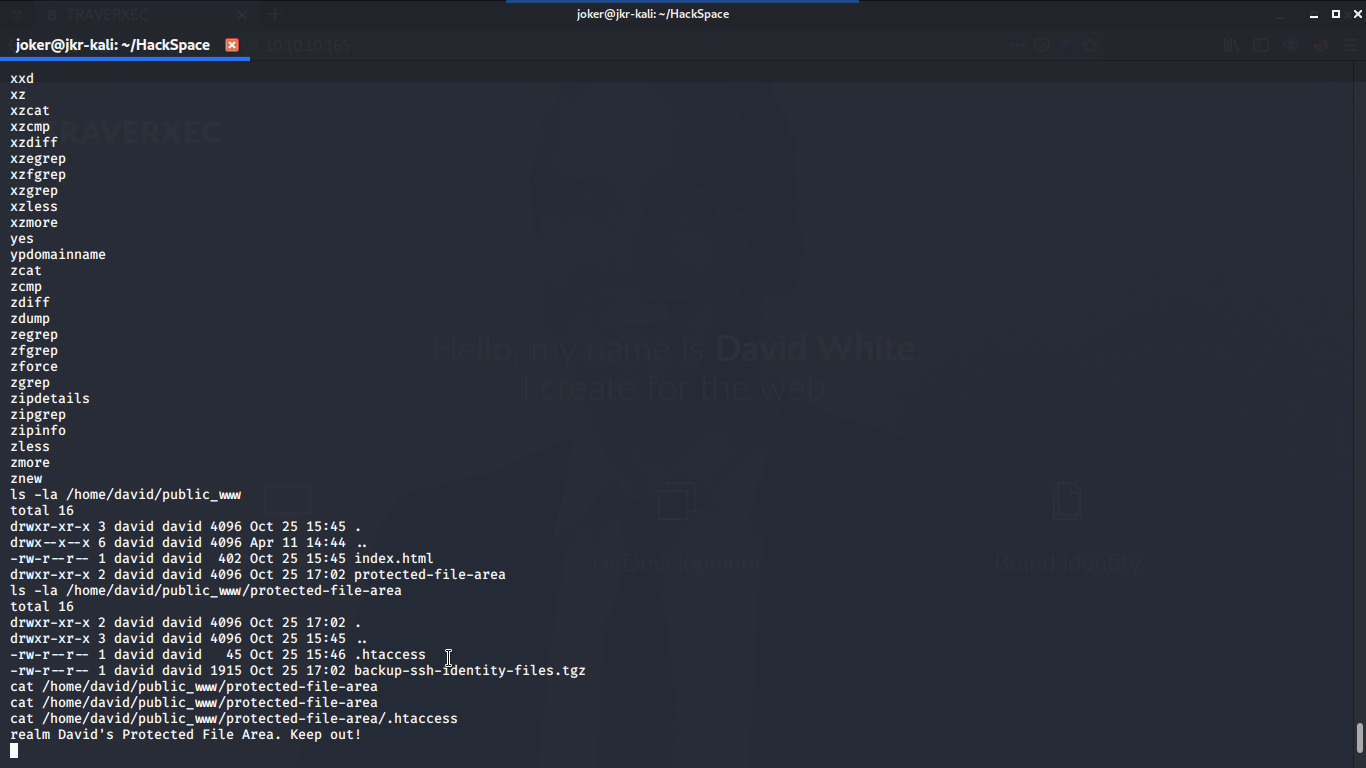 TRAVERXEC
joker@jkr-kali: ~/HackSpace
joker@jkr-kali: ~/HackSpace
10.10.10.165
xxd
xz
xzcat
xzcmp
xzdiff
TRAVERXEC
xzegrep
xzfgrep
xzgrep
xzless
xzmore
yes
ypdomainname
zcat
zcmp
zdiff
zdump
zegrep
zfgrep
Hello, my name is David White.
zforce
zgrep
I create for the web.
zipdetails
zipgrep
zipinfo
zless
zmore
znew
ls -la /home/david/public_www
total 16
drwxr-xr-x 3 david david 4096 Oct 25 15:45 .
drwx--x--x 6 david david 4096 Apr 11 14:44 ..
-rw-r--r-- 1 david david  402 Oct 25 15:45 index.html
UI Development
Brand Identity
drwxr-xr-x 2 david david 4096 Oct 25 17:02 protected-file-area
ls -la /home/david/public_www/protected-file-area
total 16
drwxr-xr-x 2 david david 4096 Oct 25 17:02 .
drwxr-xr-x 3 david david 4096 Oct 25 15:45 ..
-rw-r--r-- 1 david david   45 Oct 25 15:46 .htaccess
-rw-r--r-- 1 david david 1915 Oct 25 17:02 backup-ssh-identity-files.tgz
cat /home/david/public_www/protected-file-area
cat /home/david/public_www/protected-file-area
cat /home/david/public_www/protected-file-area/.htaccess
realm David's Protected File Area. Keep out!